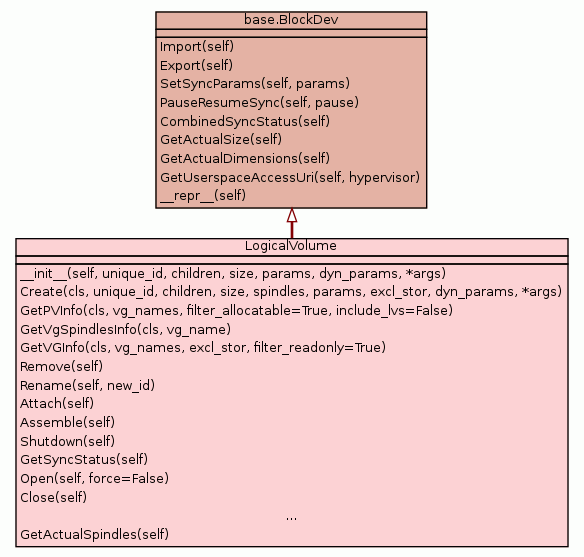 base.BlockDev
Import(self)
Export(self)
SetSyncParams(self, params)
PauseResumeSync(self, pause)
CombinedSyncStatus(self)
GetActualSize(self)
GetActualDimensions(self)
GetUserspaceAccessUri(self, hypervisor)
__repr__(self)
LogicalVolume
__init__(self, unique_id, children, size, params, dyn_params, *args)
Create(cls, unique_id, children, size, spindles, params, excl_stor, dyn_params, *args)
GetPVInfo(cls, vg_names, filter_allocatable=True, include_lvs=False)
GetVgSpindlesInfo(cls, vg_name)
GetVGInfo(cls, vg_names, excl_stor, filter_readonly=True)
Remove(self)
Rename(self, new_id)
Attach(self)
Assemble(self)
Shutdown(self)
GetSyncStatus(self)
Open(self, force=False)
Close(self)
...
GetActualSpindles(self)